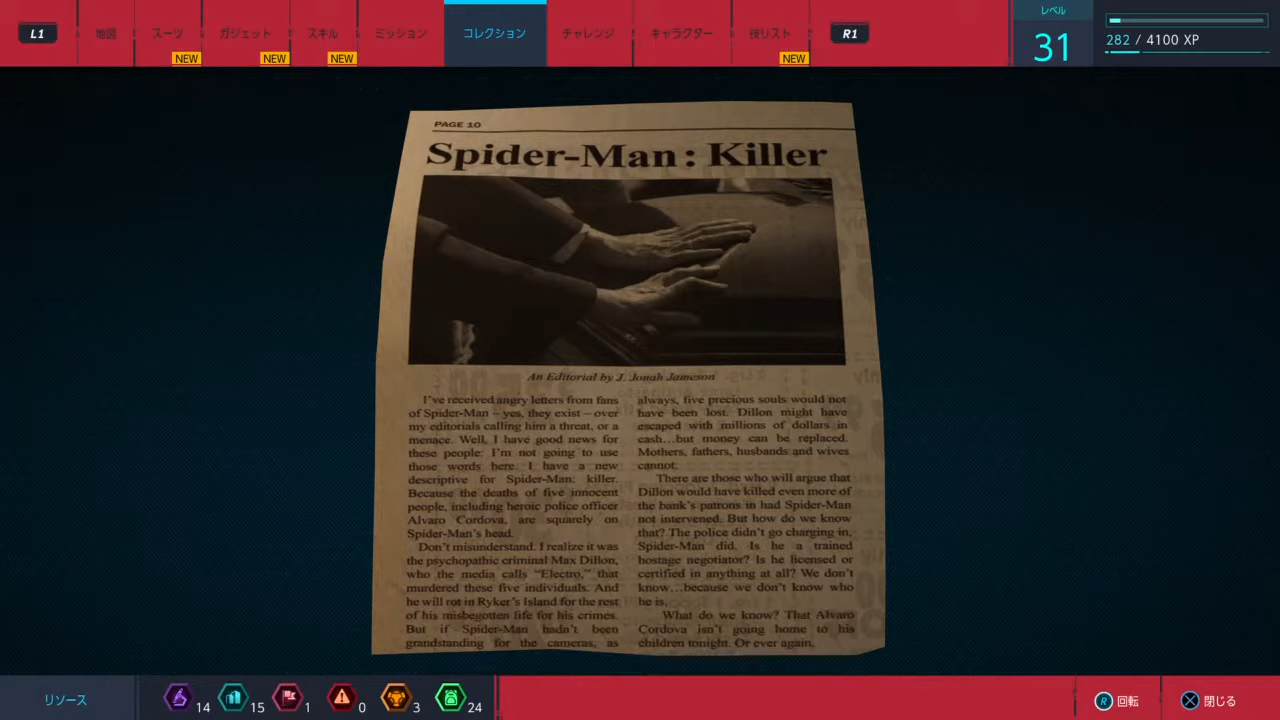 L1
地図
スーツ
NEW
ガジェット
NEW
スキル
NEW
ミッション
コレクション
チャレンジ
キャラクター
技リスト
NEW
R1
レベル
31
282 / 4100 XP
PAGE 10
Spider-Man: Killer
An Editorial by J. Jonah Jameson
I've received angry letters from fans
of Spider-Man – yes, they exist – over
my editorials calling him a threat, or a
menace. Well, I have good news for
these people: I'm not going to use
those words here. I have a new
descriptive for Spider-Man: killer.
Because the deaths of five innocent
people, including heroic police officer
Alvaro Cordova, are squarely on
Spider-Man's head.
Don't misunderstand. I realize it was
the psychopathic criminal Max Dillon,
who the media calls "Electro," that
murdered these five individuals. And
he will rot in Ryker's Island for the rest
of his misbegotten life for his crimes.
But if Spider-Man hadn't been
grandstanding for the cameras, as
always, five precious souls would not
have been lost. Dillon might have
escaped with millions of dollars in
cash...but money can be replaced.
Mothers, fathers, husbands and wives
cannot.
There are those who will argue that
Dillon would have killed even more of
the bank's patrons in had Spider-Man
not intervened. But how do we know
that? The police didn't go charging in,
Spider-Man did. Is he a trained
hostage negotiator? Is he licensed or
certified in anything at all? We don't
know...because we don't know who
he is.
What do we know? That Alvaro
Cordova isn't going home to his
children tonight. Or ever again.
リソース
14
15
1
0
3
24
R 回転
閉じる